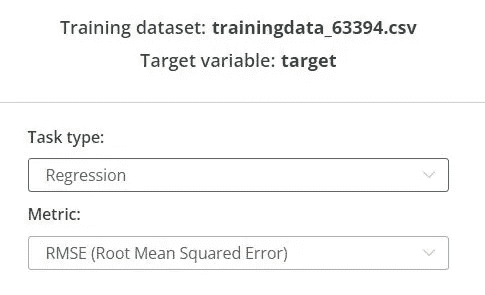 Training dataset: trainingdata_63394.csv
Target variable: target
Task type:
Regression
Metric:
RMSE (Root Mean Squared Error)